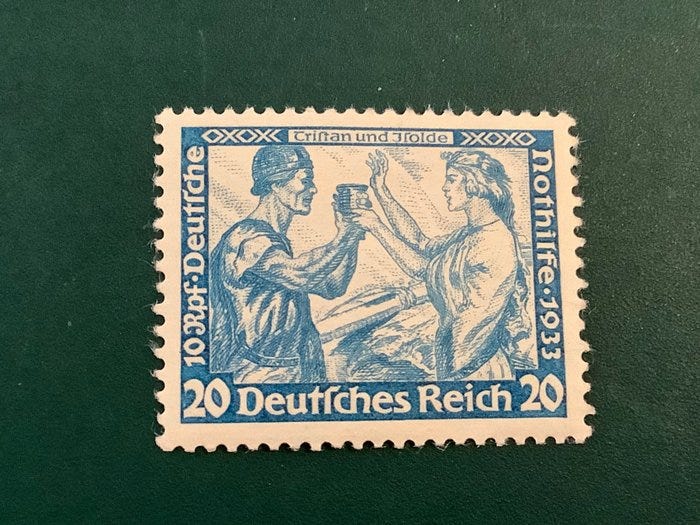 Triſtan und Iſolde
10 Rpf · Deutſche
Nothilfe · 1933
20 Deutſches Reich 20